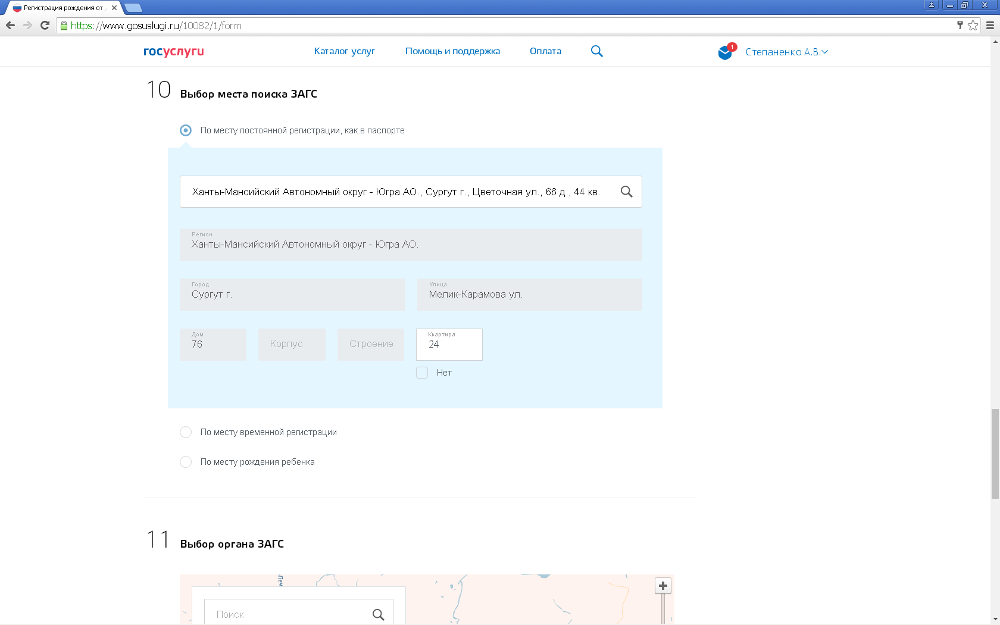 Регистрация рождения от
https://www.gosuslugi.ru/10082/1/form
госуслуги
Каталог услуг
Помощь и поддержка
Оплата
1
Степаненко А.В.
10 Выбор места поиска ЗАГС
По месту постоянной регистрации, как в паспорте
Ханты-Мансийский Автономный округ - Югра АО., Сургут г., Цветочная ул., 66 д., 44 кв.
Регион
Ханты-Мансийский Автономный округ - Югра АО.
Город
Сургут г.
Улица
Мелик-Карамова ул.
Дом
76
Корпус
Строение
Квартира
24
Нет
По месту временной регистрации
По месту рождения ребенка
11 Выбор органа ЗАГС
Поиск